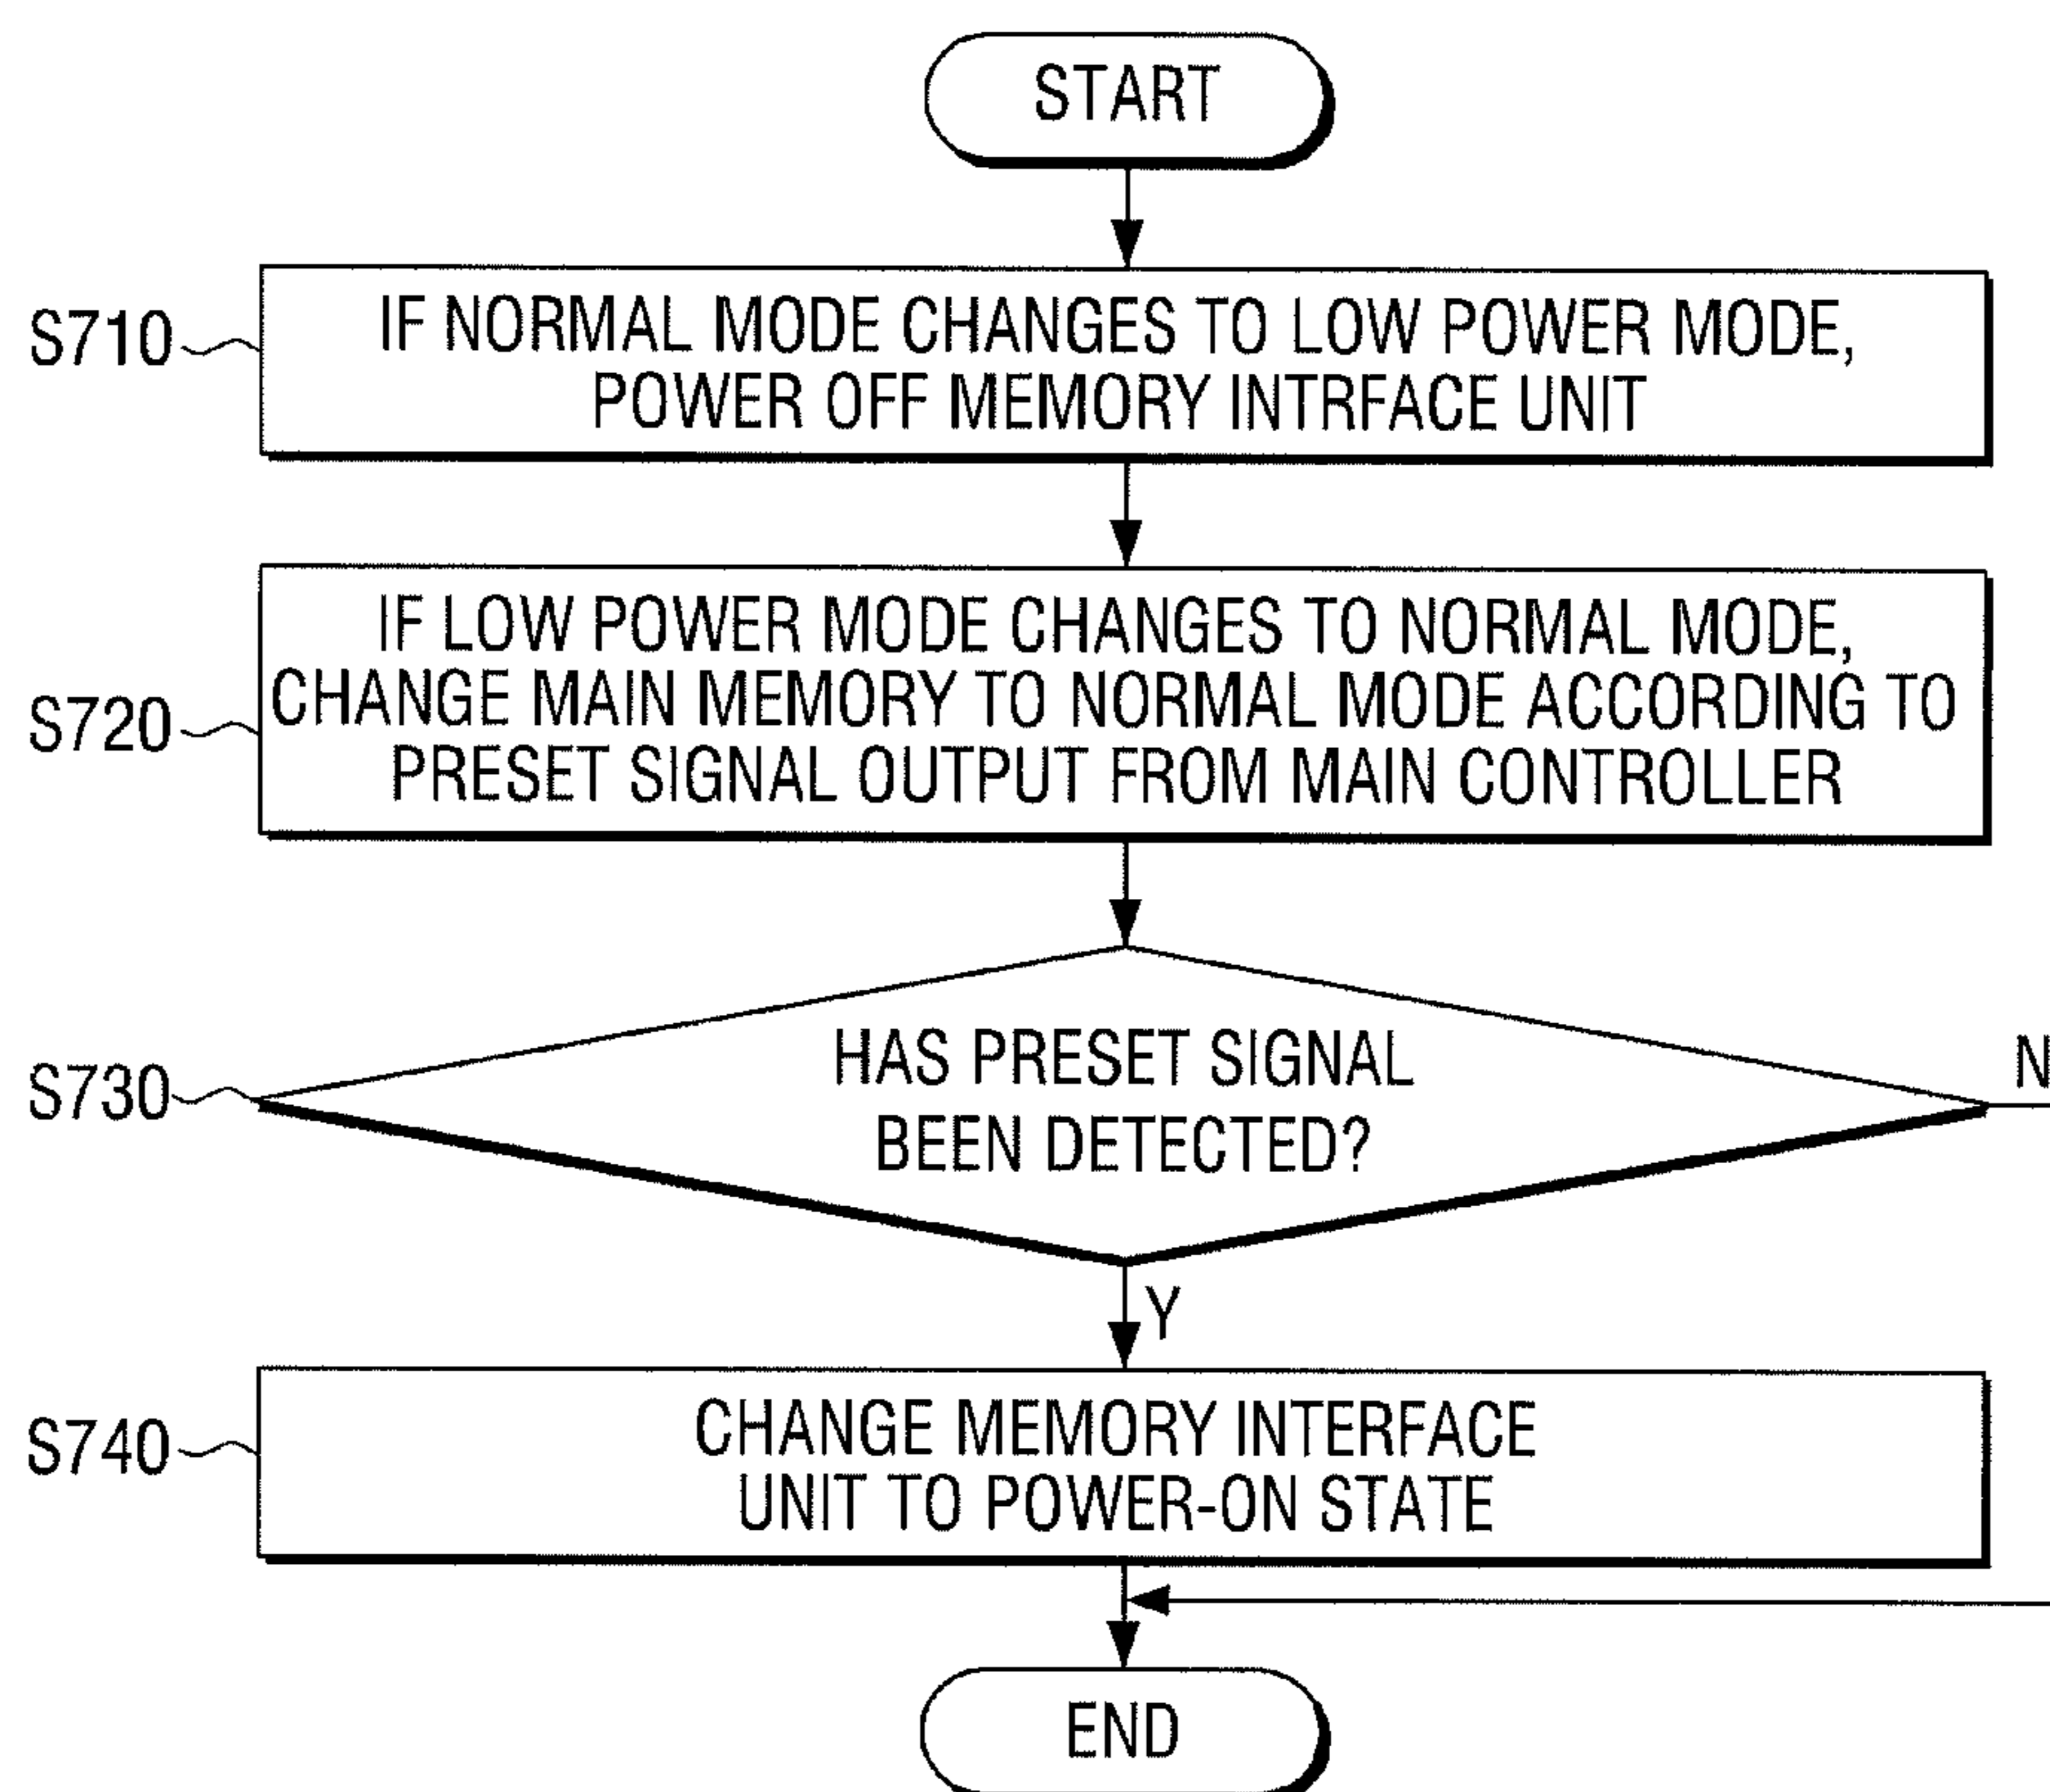 START
S710
IF NORMAL MODE CHANGES TO LOW POWER MODE,
POWER OFF MEMORY INTRFACE UNIT
S720
IF LOW POWER MODE CHANGES TO NORMAL MODE,
CHANGE MAIN MEMORY TO NORMAL MODE ACCORDING TO
PRESET SIGNAL OUTPUT FROM MAIN CONTROLLER
S730
HAS PRESET SIGNAL
BEEN DETECTED?
N
Y
S740
CHANGE MEMORY INTERFACE
UNIT TO POWER-ON STATE
END